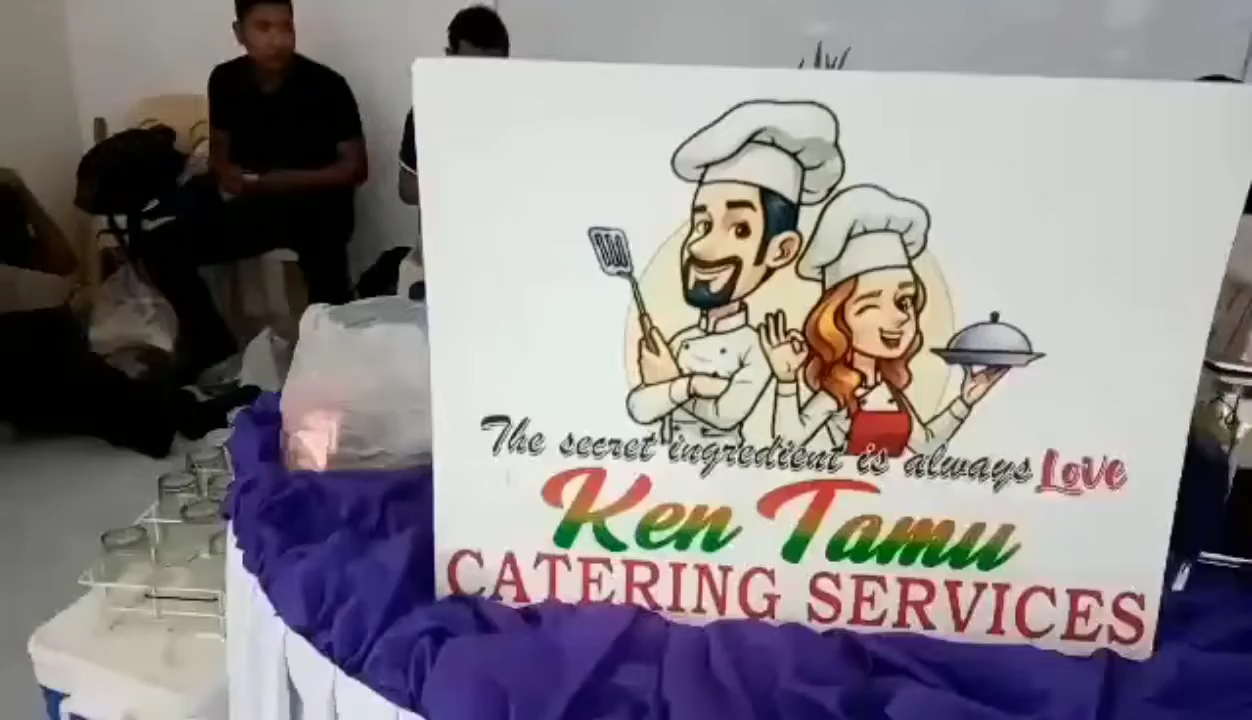 The secret ingredient is always Love
Ken Tamu
CATERING SERVICES